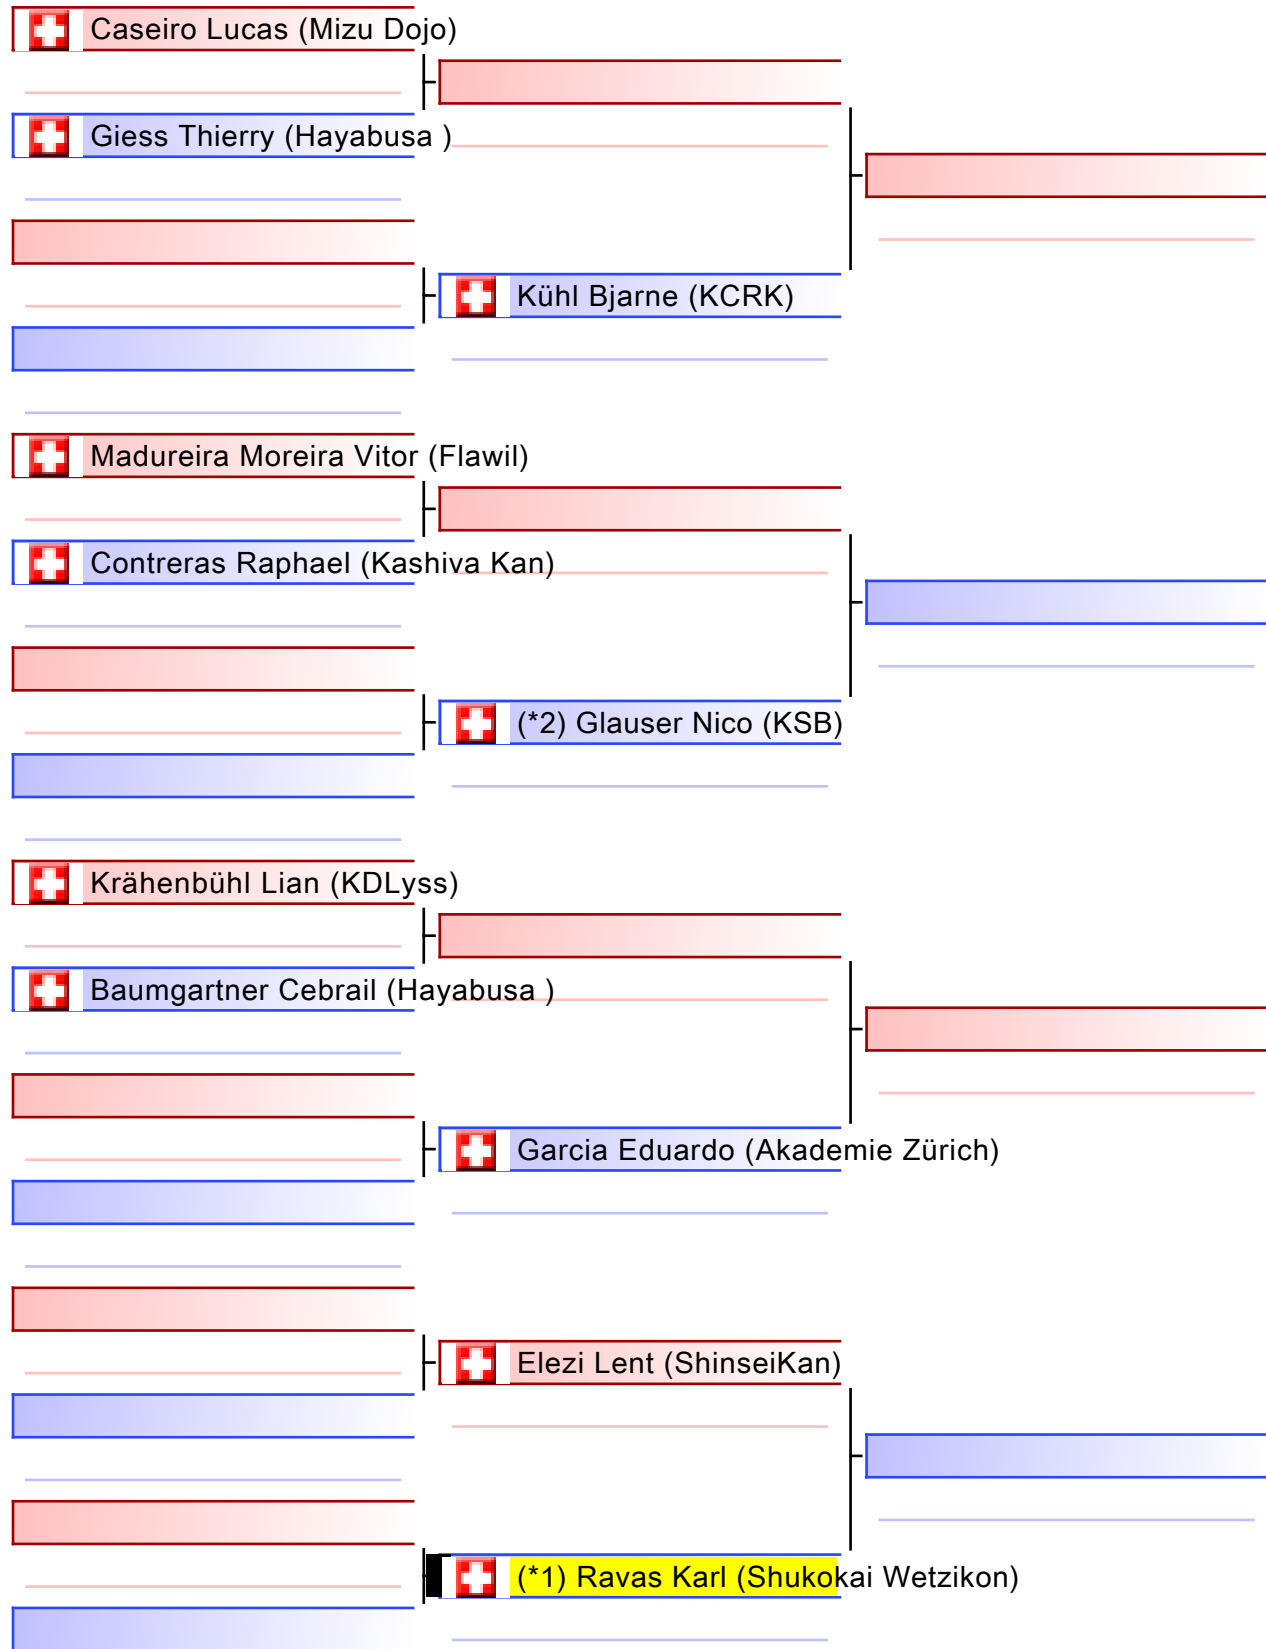 Caseiro Lucas (Mizu Dojo)
Giess Thierry (Hayabusa )
Kühl Bjarne (KCRK)
Madureira Moreira Vitor (Flawil)
Contreras Raphael (Kashiva Kan)
(*2) Glauser Nico (KSB)
Krähenbühl Lian (KDLyss)
Baumgartner Cebrail (Hayabusa )
Garcia Eduardo (Akademie Zürich)
Elezi Lent (ShinseiKan)
(*1) Ravas Karl (Shukokai Wetzikon)